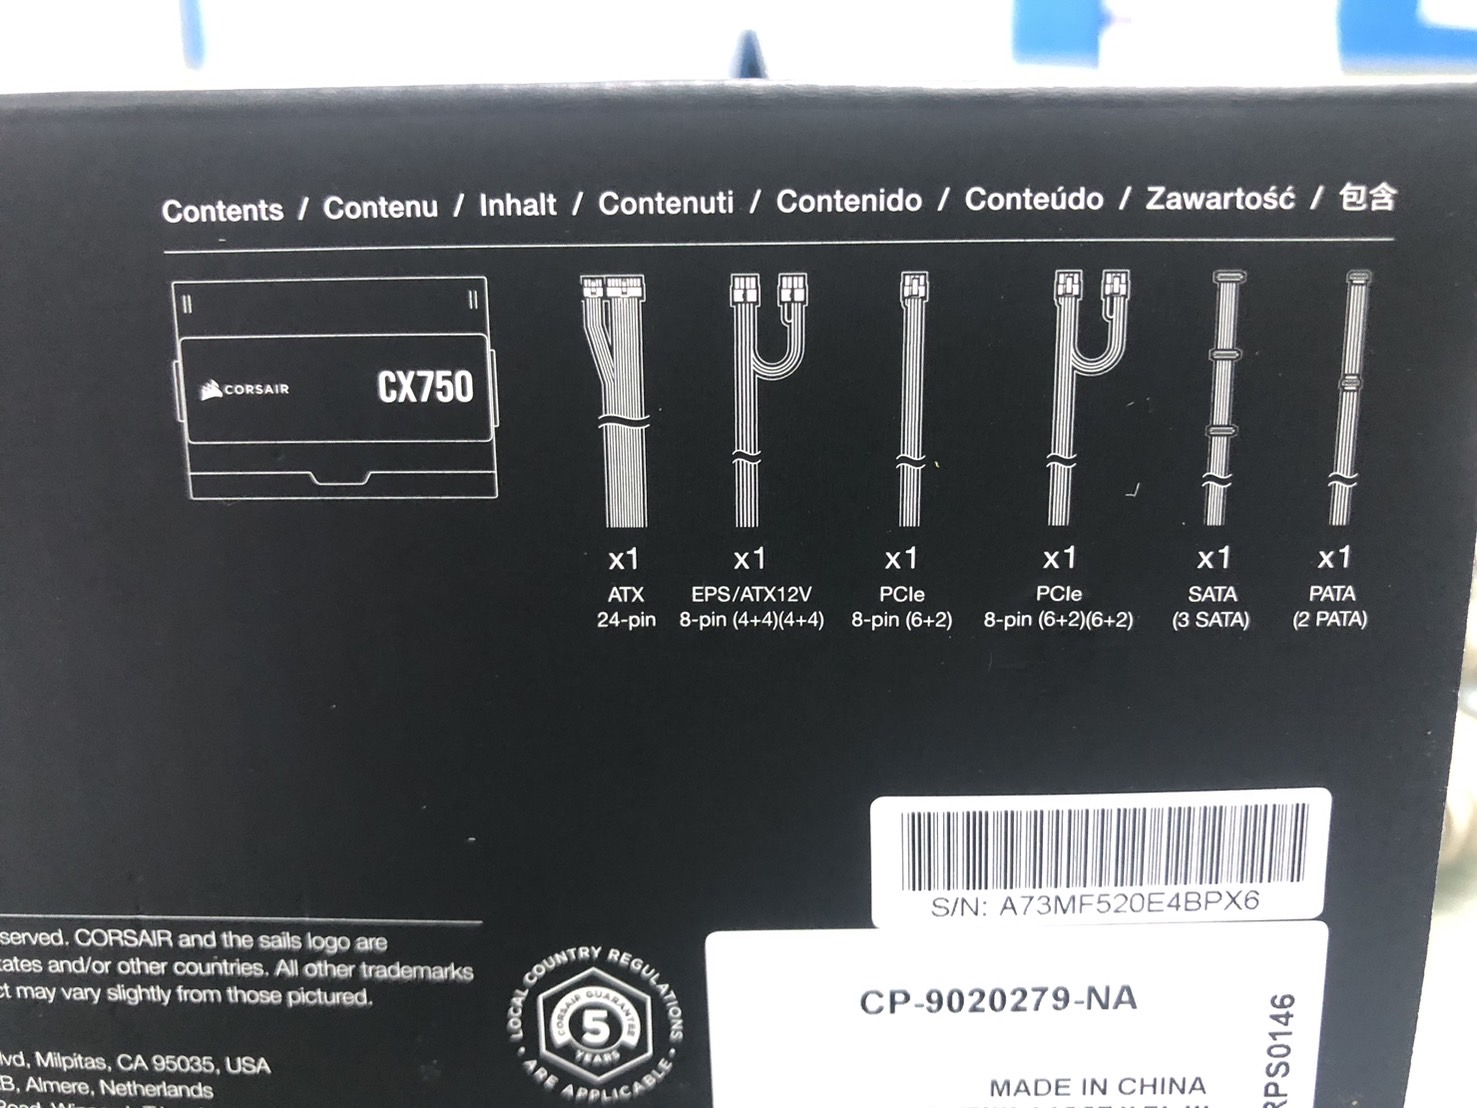 Contents / Contenu / Inhalt / Contenuti / Contenido / Conteúdo / Zawartość / 包含
CORSAIR
CX750
x1
ATX
24-pin
x1
EPS/ATX12V
8-pin (4+4)(4+4)
x1
PCIe
8-pin (6+2)
x1
PCIe
8-pin (6+2)(6+2)
x1
SATA
(3 SATA)
x1
PATA
(2 PATA)
S/N: A73MF520E4BPX6
CP-9020279-NA
MADE IN CHINA
RPS0146
served. CORSAIR and the sails logo are
ates and/or other countries. All other trademarks
ct may vary slightly from those pictured.
lvd, Milpitas, CA 95035, USA
B, Almere, Netherlands
LOCAL COUNTRY REGULATIONS
ARE APPLICABLE
CORSAIR GUARANTEE
5
YEARS